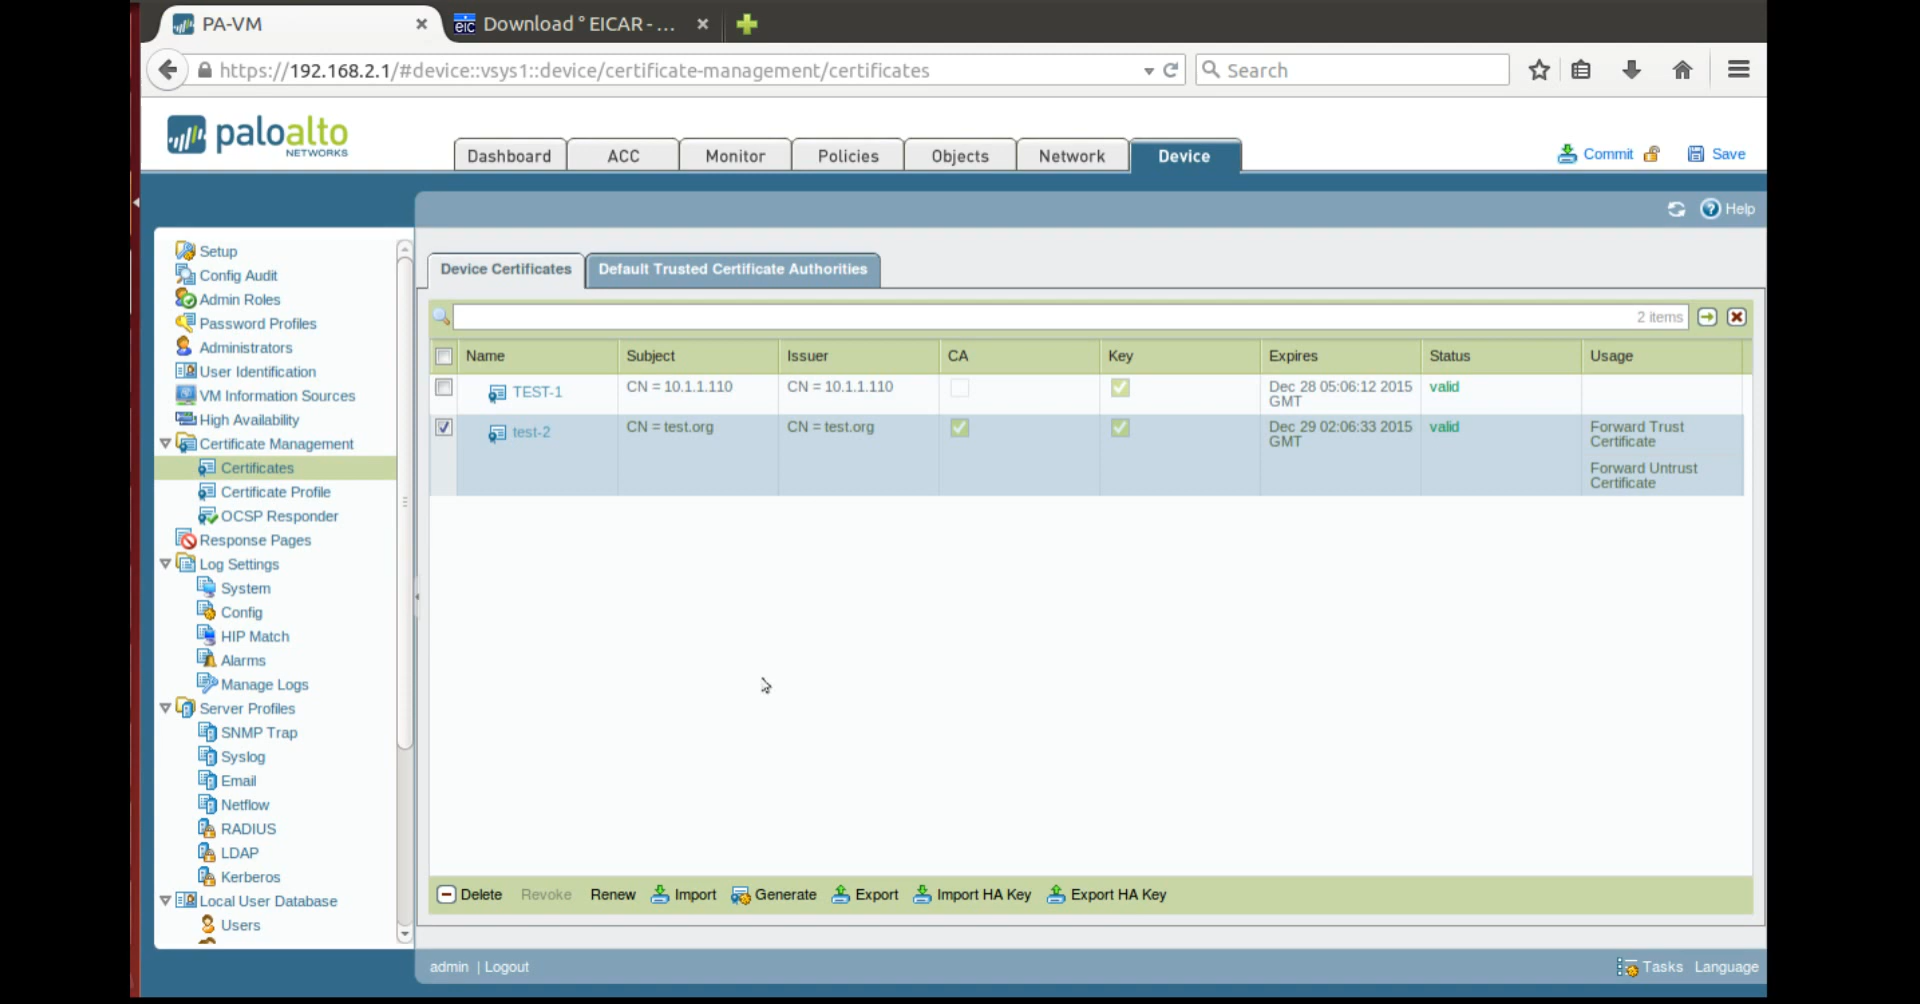 PA-VM
eic Download ° EICAR - ...
https://192.168.2.1/#device::vsys1::device/certificate-management/certificates
Search
paloalto
NETWORKS
Dashboard ACC Monitor Policies Objects Network Device
Commit Save
Help
Setup
Config Audit
Admin Roles
Password Profiles
Administrators
User Identification
VM Information Sources
High Availability
Certificate Management
Certificates
Certificate Profile
OCSP Responder
Response Pages
Log Settings
System
Config
HIP Match
Alarms
Manage Logs
Server Profiles
SNMP Trap
Syslog
Email
Netflow
RADIUS
LDAP
Kerberos
Local User Database
Users
Device Certificates Default Trusted Certificate Authorities
2 items
Name Subject Issuer CA Key Expires Status Usage
TEST-1 CN = 10.1.1.110 CN = 10.1.1.110 Dec 28 05:06:12 2015 valid
GMT
test-2 CN = test.org CN = test.org Dec 29 02:06:33 2015 valid Forward Trust
GMT Certificate
Forward Untrust
Certificate
Delete Revoke Renew Import Generate Export Import HA Key Export HA Key
admin | Logout
Tasks Language